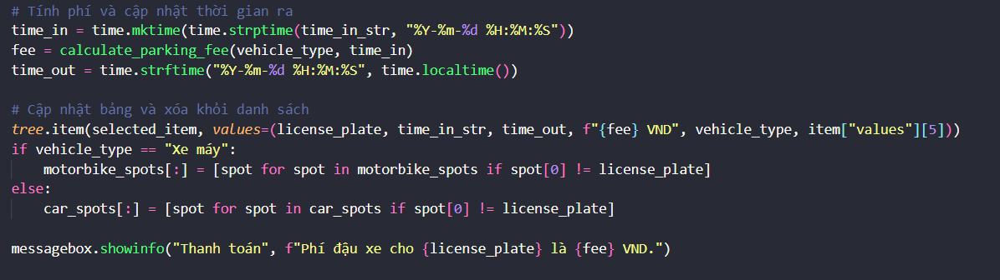 # Tính phí và cập nhật thời gian ra
time_in = time.mktime(time.strptime(time_in_str, "%Y-%m-%d %H:%M:%S"))
fee = calculate_parking_fee(vehicle_type, time_in)
time_out = time.strftime("%Y-%m-%d %H:%M:%S", time.localtime())
# Cập nhật bảng và xóa khỏi danh sách
tree.item(selected_item, values=(license_plate, time_in_str, time_out, f"{fee} VND", vehicle_type, item["values"][5]))
if vehicle_type == "Xe máy":
    motorbike_spots[:] = [spot for spot in motorbike_spots if spot[0] != license_plate]
else:
    car_spots[:] = [spot for spot in car_spots if spot[0] != license_plate]
messagebox.showinfo("Thanh toán", f"Phí đậu xe cho {license_plate} là {fee} VND.")